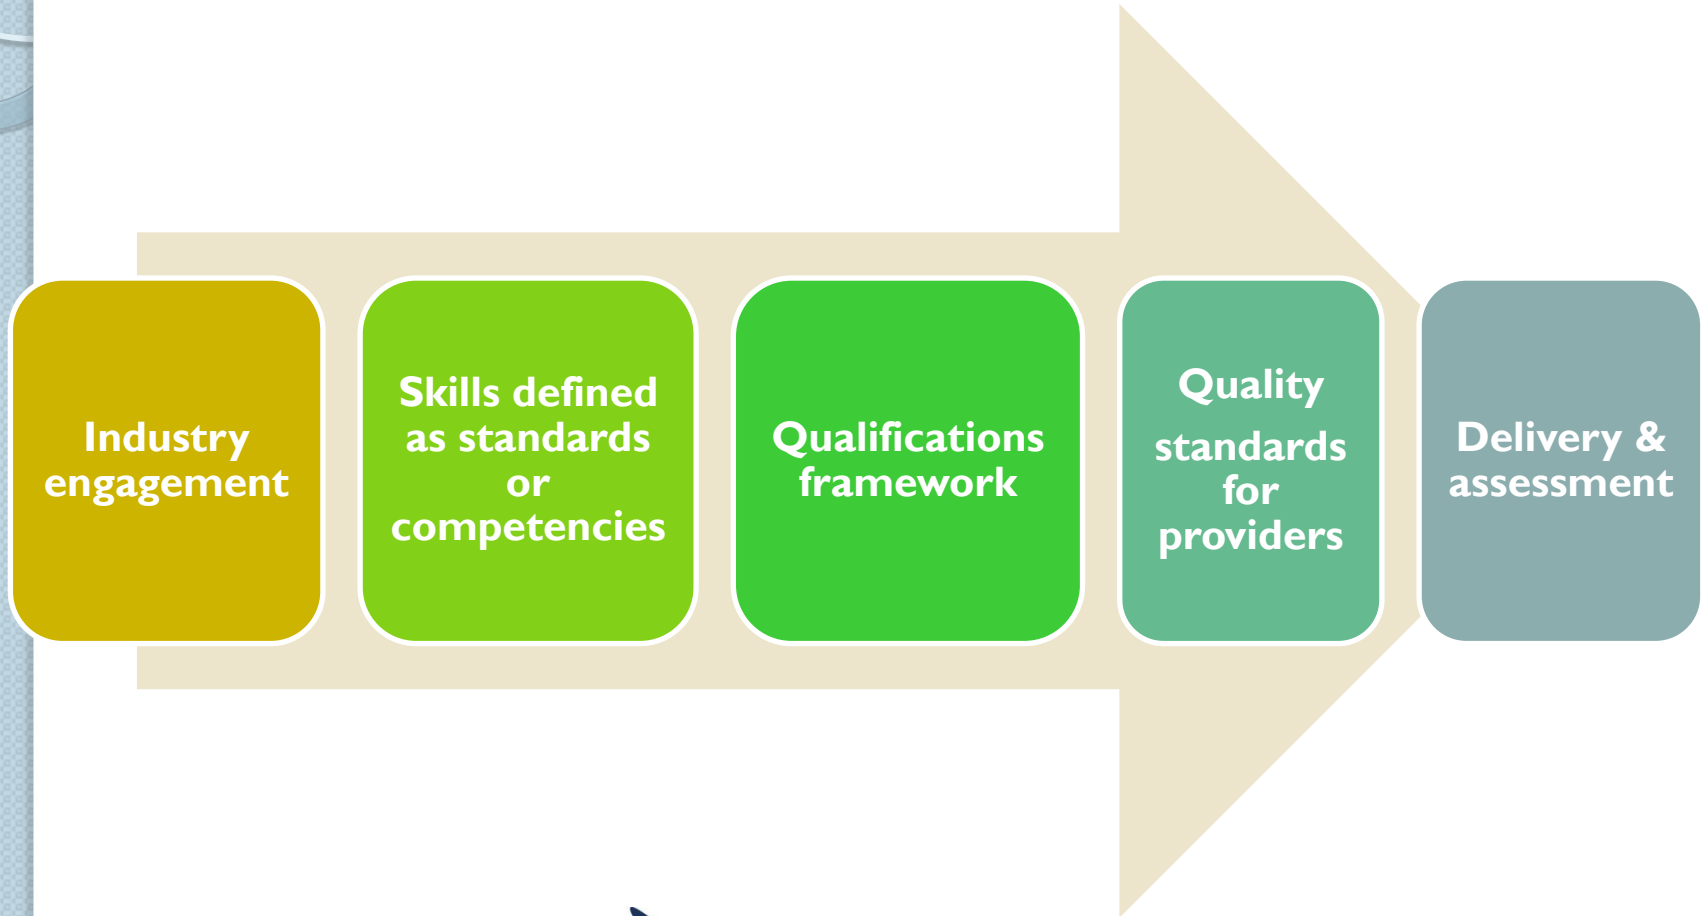 Industry
engagement
Skills defined
as standards
or
competencies
Qualifications
framework
Quality
standards
for
providers
Delivery &
assessment